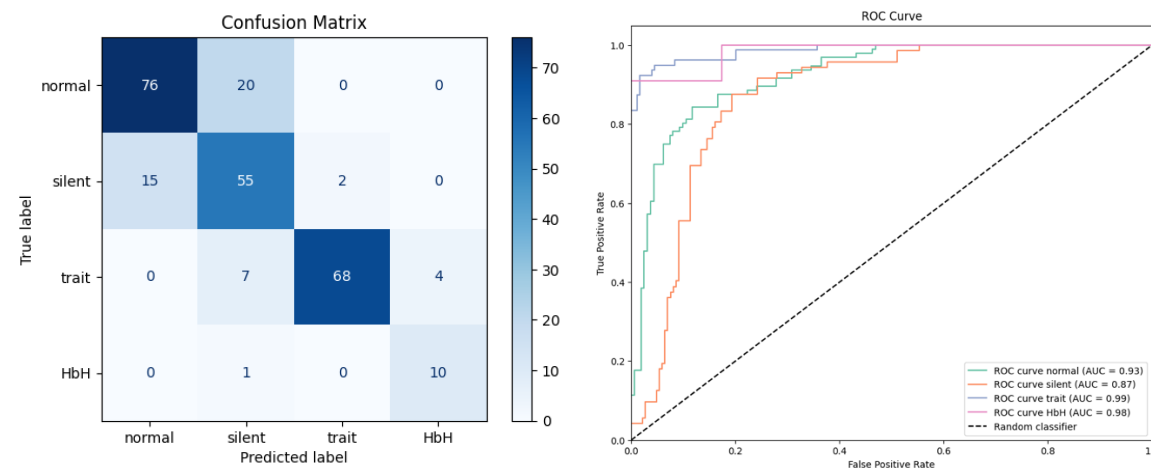 Confusion Matrix
True label
normal 76 20 0 0
silent 15 55 2 0
trait 0 7 68 4
HbH 0 1 0 10
normal silent trait HbH
Predicted label
70
60
50
40
30
20
10
0
ROC Curve
True Positive Rate
1.0
0.8
0.6
0.4
0.2
0.0
ROC curve normal (AUC = 0.93)
ROC curve silent (AUC = 0.87)
ROC curve trait (AUC = 0.99)
ROC curve HbH (AUC = 0.98)
Random classifier
0.0 0.2 0.4 0.6 0.8
False Positive Rate